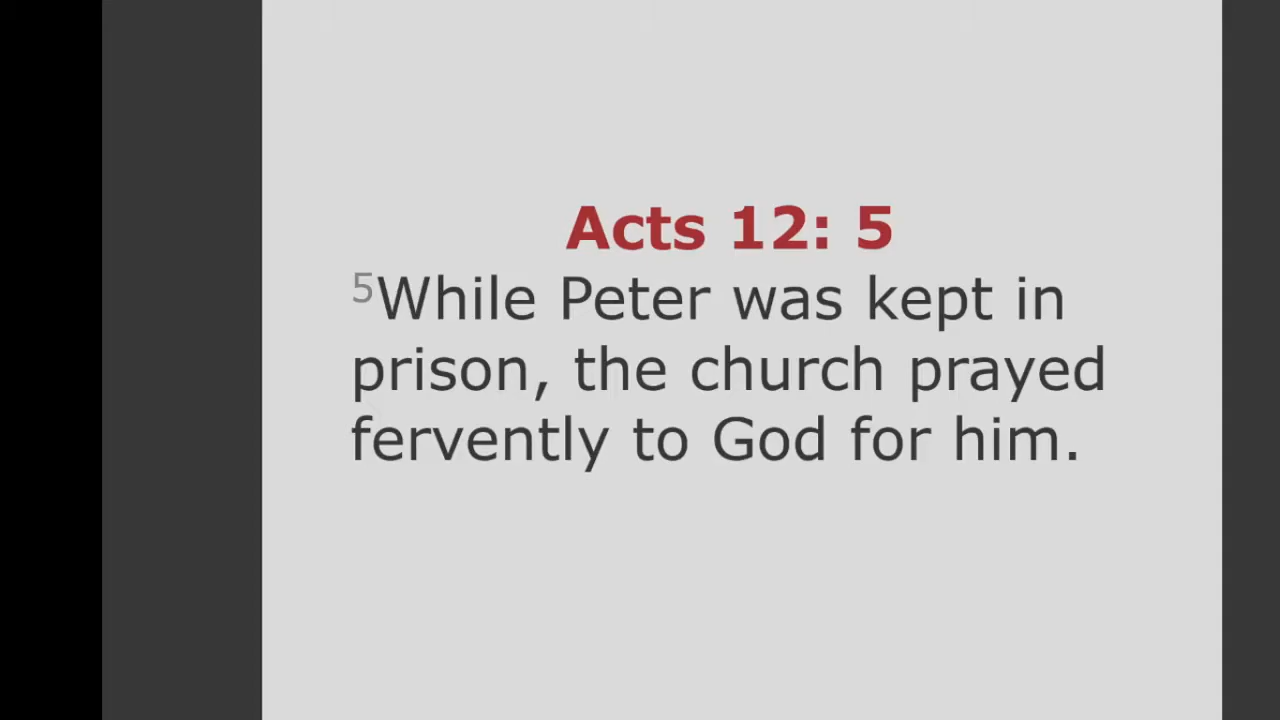 Acts 12: 5
5While Peter was kept in
prison, the church prayed
fervently to God for him.